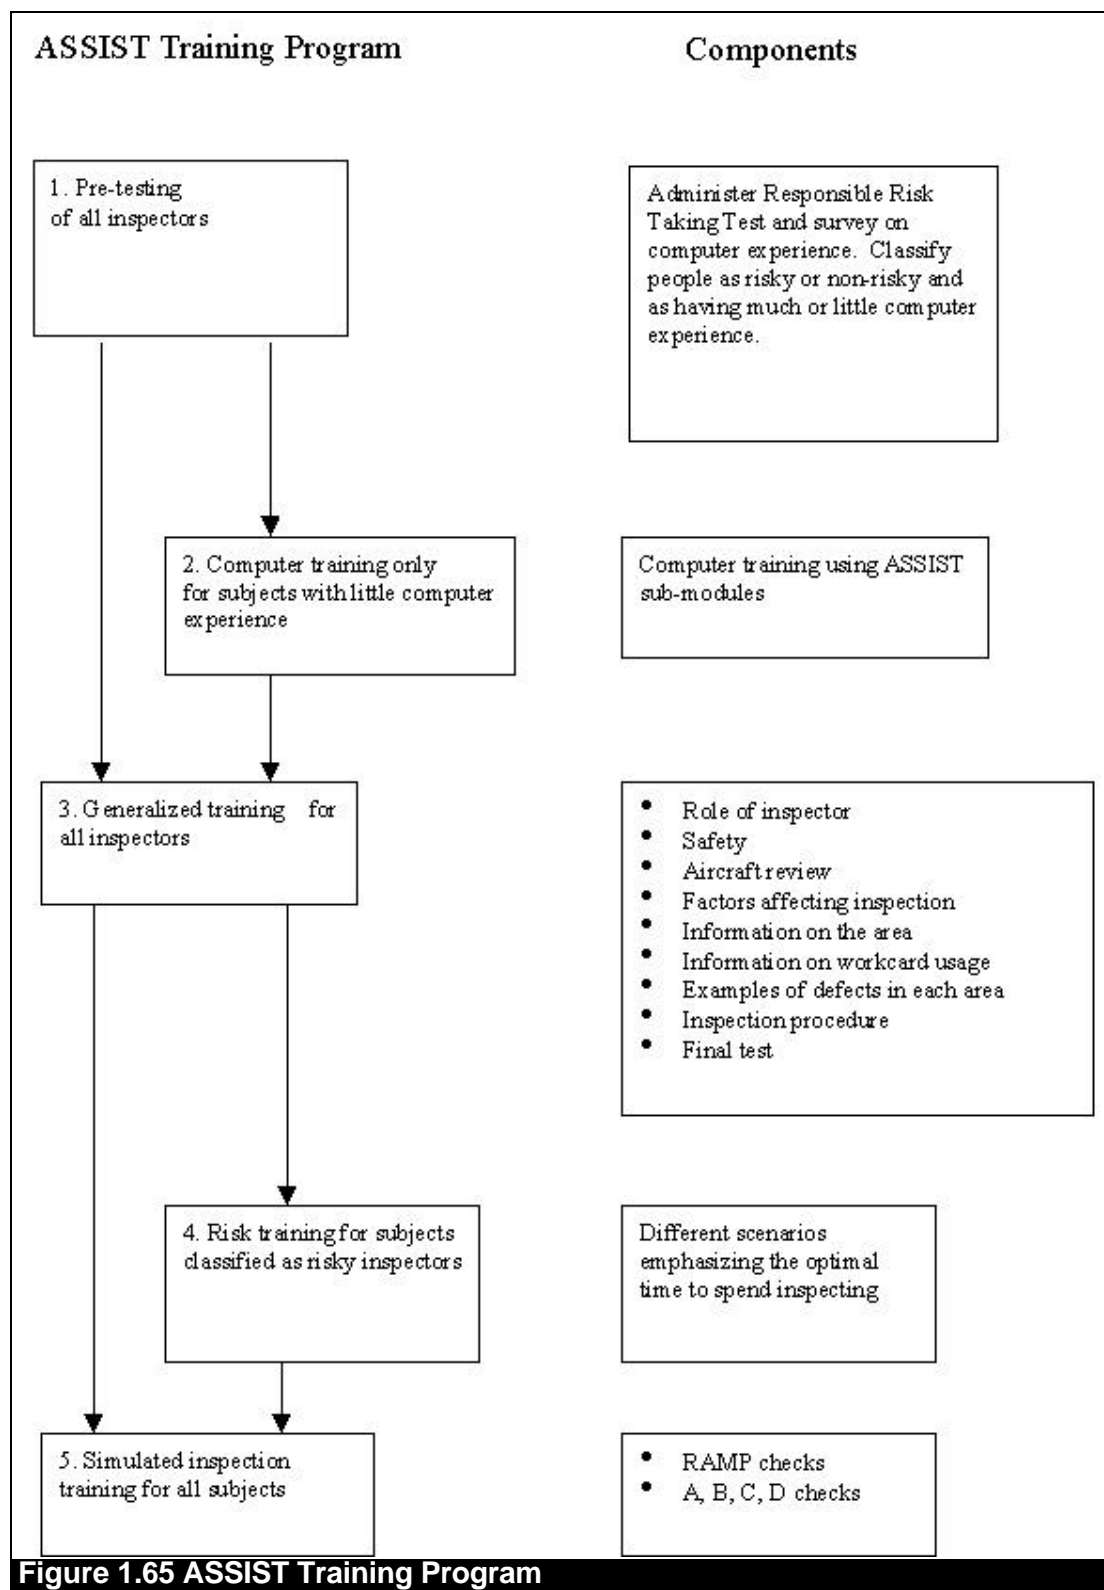 ASSIST Training Program
Components
1. Pre-testing
of all inspectors
Administer Responsible Risk
Taking Test and survey on
computer experience. Classify
people as risky or non-risky and
as having much or little computer
experience.
2. Computer training only
for subjects with little computer
experience
Computer training using ASSIST
sub-modules
3. Generalized training for
all inspectors
• Role of inspector
• Safety
• Aircraft review
• Factors affecting inspection
• Information on the area
• Information on workcard usage
• Examples of defects in each area
• Inspection procedure
• Final test
4. Risk training for subjects
classified as risky inspectors
Different scenarios
emphasizing the optimal
time to spend inspecting
5. Simulated inspection
training for all subjects
• RAMP checks
• A, B, C, D checks
Figure 1.65 ASSIST Training Program